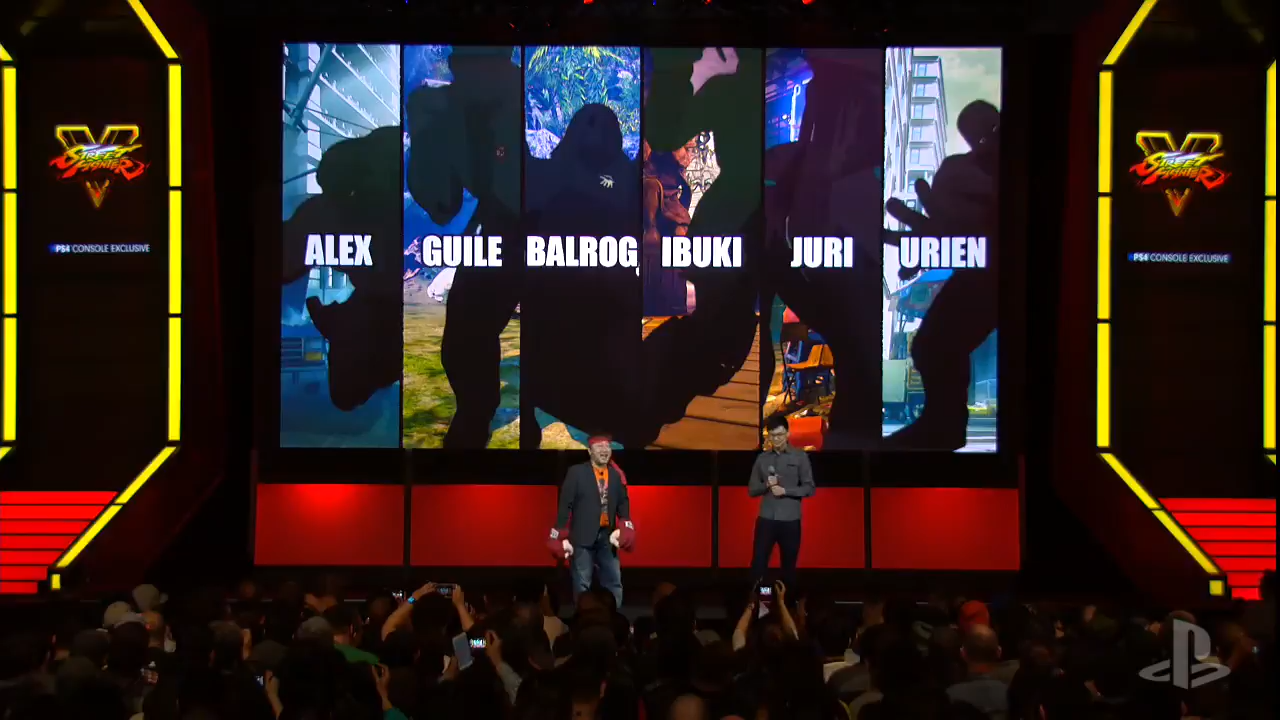 ALEX
GUILE
BALROG
IBUKI
JURI
URIEN
V
STREET
FIGHTER
V
PS4 CONSOLE EXCLUSIVE
V
STREET
FIGHTER
V
PS4 CONSOLE EXCLUSIVE